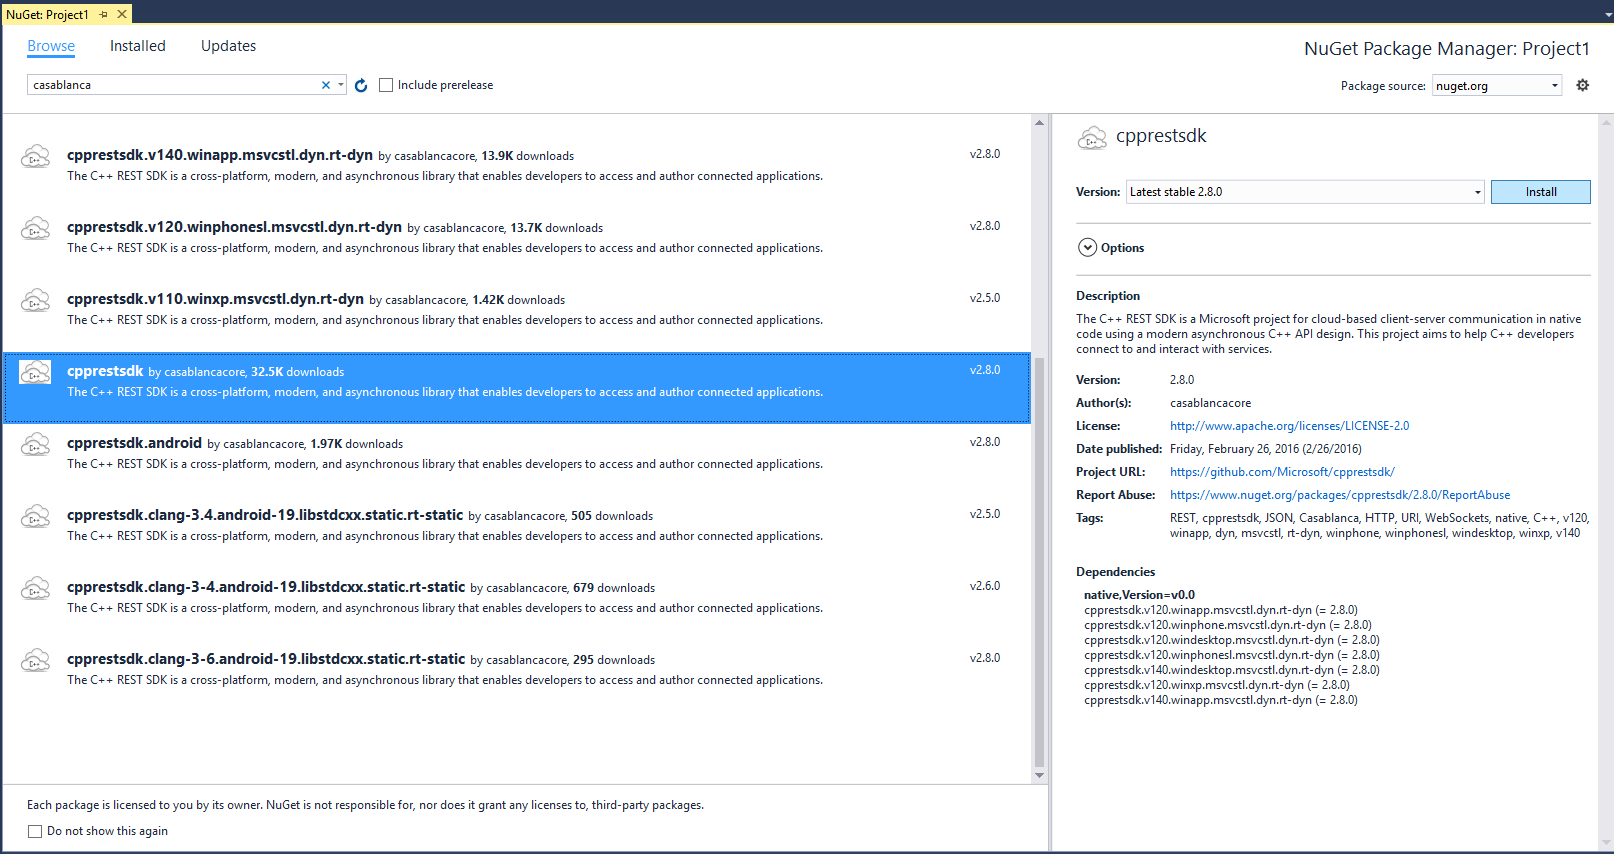 NuGet: Project1
Browse Installed Updates
NuGet Package Manager: Project1
casablanca
Include prerelease
Package source: nuget.org
cpprestsdk.v140.winapp.msvcstl.dyn.rt-dyn by casablancacore, 13.9K downloads v2.8.0
The C++ REST SDK is a cross-platform, modern, and asynchronous library that enables developers to access and author connected applications.
cpprestsdk.v120.winphonesl.msvcstl.dyn.rt-dyn by casablancacore, 13.7K downloads v2.8.0
The C++ REST SDK is a cross-platform, modern, and asynchronous library that enables developers to access and author connected applications.
cpprestsdk.v110.winxp.msvcstl.dyn.rt-dyn by casablancacore, 1.42K downloads v2.5.0
The C++ REST SDK is a cross-platform, modern, and asynchronous library that enables developers to access and author connected applications.
cpprestsdk by casablancacore, 32.5K downloads v2.8.0
The C++ REST SDK is a cross-platform, modern, and asynchronous library that enables developers to access and author connected applications.
cpprestsdk.android by casablancacore, 1.97K downloads v2.8.0
The C++ REST SDK is a cross-platform, modern, and asynchronous library that enables developers to access and author connected applications.
cpprestsdk.clang-3.4.android-19.libstdcxx.static.rt-static by casablancacore, 505 downloads v2.5.0
The C++ REST SDK is a cross-platform, modern, and asynchronous library that enables developers to access and author connected applications.
cpprestsdk.clang-3-4.android-19.libstdcxx.static.rt-static by casablancacore, 679 downloads v2.6.0
The C++ REST SDK is a cross-platform, modern, and asynchronous library that enables developers to access and author connected applications.
cpprestsdk.clang-3-6.android-19.libstdcxx.static.rt-static by casablancacore, 295 downloads v2.8.0
The C++ REST SDK is a cross-platform, modern, and asynchronous library that enables developers to access and author connected applications.
Each package is licensed to you by its owner. NuGet is not responsible for, nor does it grant any licenses to, third-party packages.
Do not show this again
cpprestsdk
Version: Latest stable 2.8.0 Install
Options
Description
The C++ REST SDK is a Microsoft project for cloud-based client-server communication in native
code using a modern asynchronous C++ API design. This project aims to help C++ developers
connect to and interact with services.
Version: 2.8.0
Author(s): casablancacore
License: http://www.apache.org/licenses/LICENSE-2.0
Date published: Friday, February 26, 2016 (2/26/2016)
Project URL: https://github.com/Microsoft/cpprestsdk/
Report Abuse: https://www.nuget.org/packages/cpprestsdk/2.8.0/ReportAbuse
Tags: REST, cpprestsdk, JSON, Casablanca, HTTP, URI, WebSockets, native, C++, v120,
winapp, dyn, msvcstl, rt-dyn, winphone, winphonesl, windesktop, winxp, v140
Dependencies
native,Version=v0.0
cpprestsdk.v120.winapp.msvcstl.dyn.rt-dyn (= 2.8.0)
cpprestsdk.v120.winphone.msvcstl.dyn.rt-dyn (= 2.8.0)
cpprestsdk.v120.windesktop.msvcstl.dyn.rt-dyn (= 2.8.0)
cpprestsdk.v120.winphonesl.msvcstl.dyn.rt-dyn (= 2.8.0)
cpprestsdk.v140.windesktop.msvcstl.dyn.rt-dyn (= 2.8.0)
cpprestsdk.v120.winxp.msvcstl.dyn.rt-dyn (= 2.8.0)
cpprestsdk.v140.winapp.msvcstl.dyn.rt-dyn (= 2.8.0)